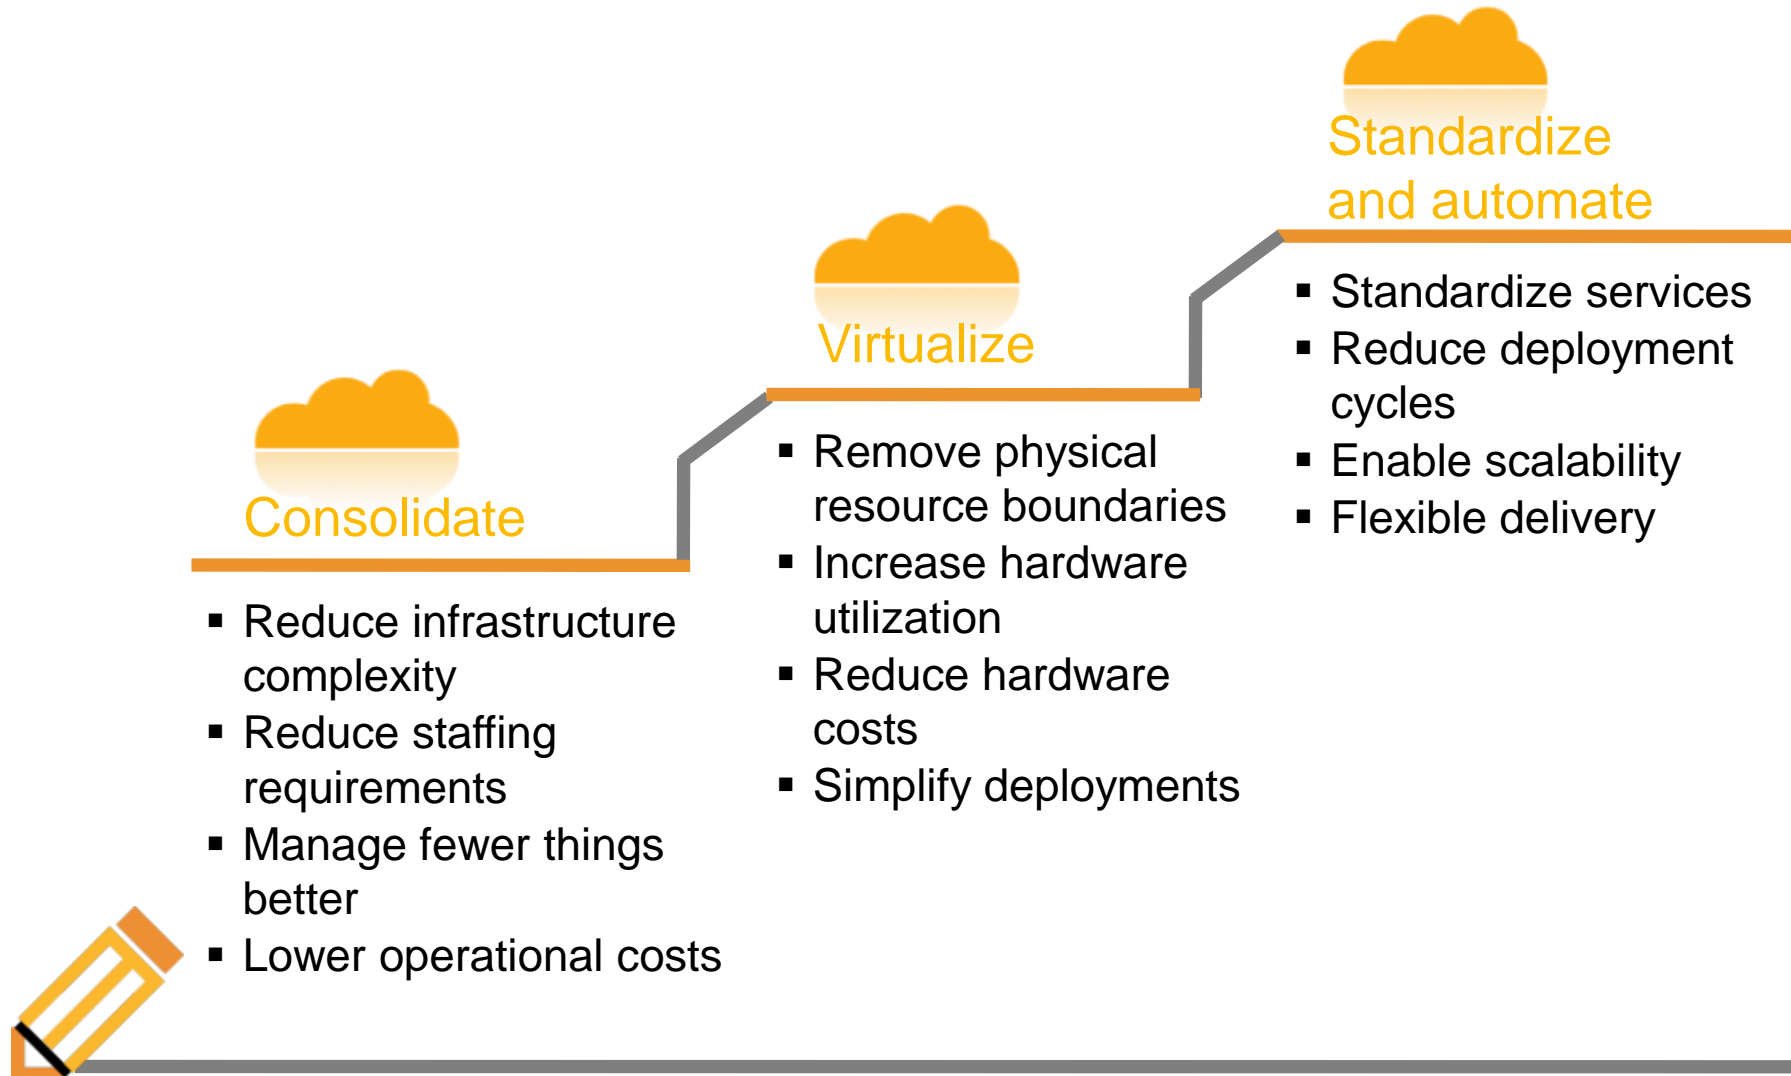 Consolidate
▪ Reduce infrastructure
complexity
▪ Reduce staffing
requirements
▪ Manage fewer things
better
▪ Lower operational costs
Virtualize
▪ Remove physical
resource boundaries
▪ Increase hardware
utilization
▪ Reduce hardware
costs
▪ Simplify deployments
Standardize
and automate
▪ Standardize services
▪ Reduce deployment
cycles
▪ Enable scalability
▪ Flexible delivery